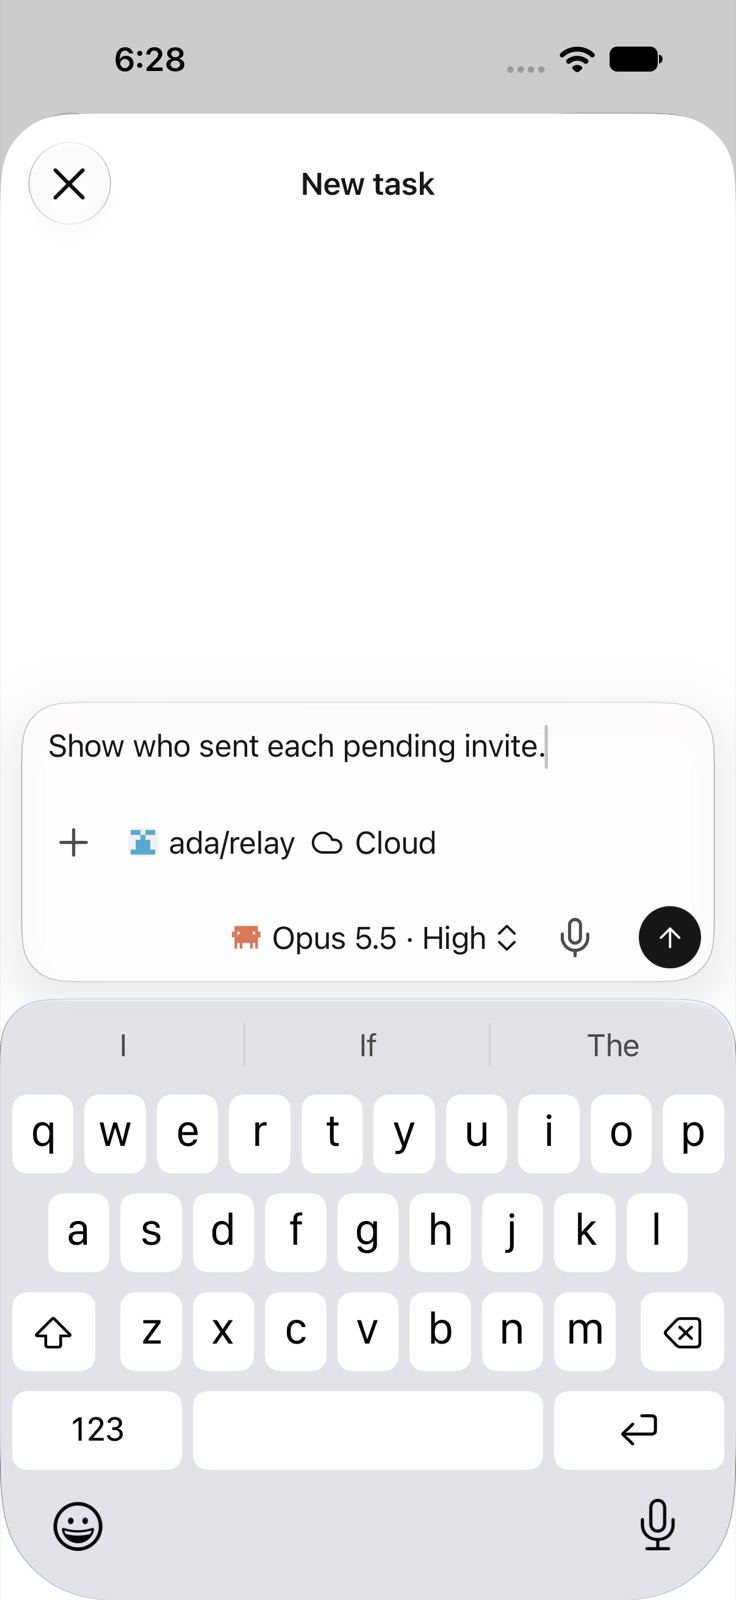 6:28
New task
Show who sent each pending invite.
ada/relay Cloud
Opus 5.5 · High
I If The
q w e r t y u i o p
a s d f g h j k l
z x c v b n m
123